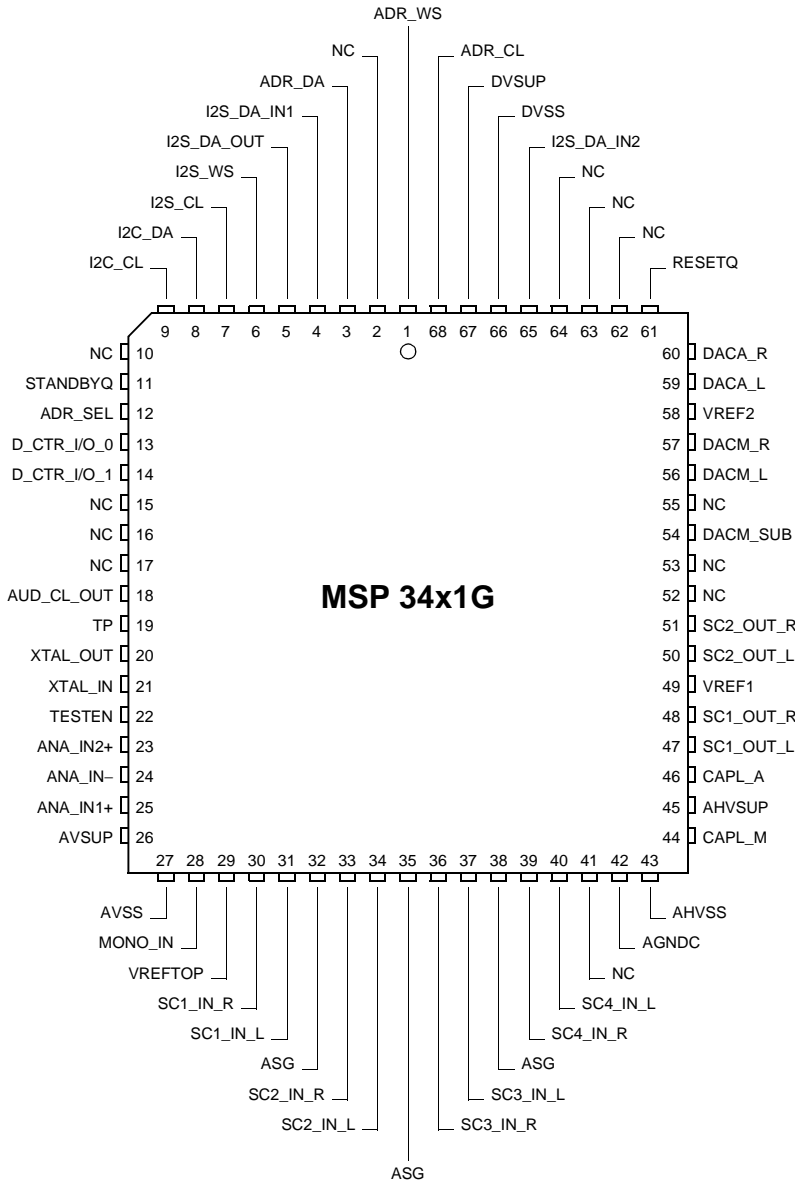 ADR_WS
NC
ADR_CL
ADR_DA
DVSUP
I2S_DA_IN1
DVSS
I2S_DA_OUT
I2S_DA_IN2
I2S_WS
NC
I2S_CL
NC
I2C_DA
NC
I2C_CL
RESETQ
9 8 7 6 5 4 3 2 1 68 67 66 65 64 63 62 61
NC 10
60 DACA_R
STANDBYQ 11
59 DACA_L
ADR_SEL 12
58 VREF2
D_CTR_I/O_0 13
57 DACM_R
D_CTR_I/O_1 14
56 DACM_L
NC 15
55 NC
NC 16
54 DACM_SUB
NC 17
53 NC
AUD_CL_OUT 18
MSP 34x1G
52 NC
TP 19
51 SC2_OUT_R
XTAL_OUT 20
50 SC2_OUT_L
XTAL_IN 21
49 VREF1
TESTEN 22
48 SC1_OUT_R
ANA_IN2+ 23
47 SC1_OUT_L
ANA_IN− 24
46 CAPL_A
ANA_IN1+ 25
45 AHVSUP
AVSUP 26
44 CAPL_M
27 28 29 30 31 32 33 34 35 36 37 38 39 40 41 42 43
AVSS
AHVSS
MONO_IN
AGNDC
VREFTOP
NC
SC1_IN_R
SC4_IN_L
SC1_IN_L
SC4_IN_R
ASG
ASG
SC2_IN_R
SC3_IN_L
SC2_IN_L
SC3_IN_R
ASG